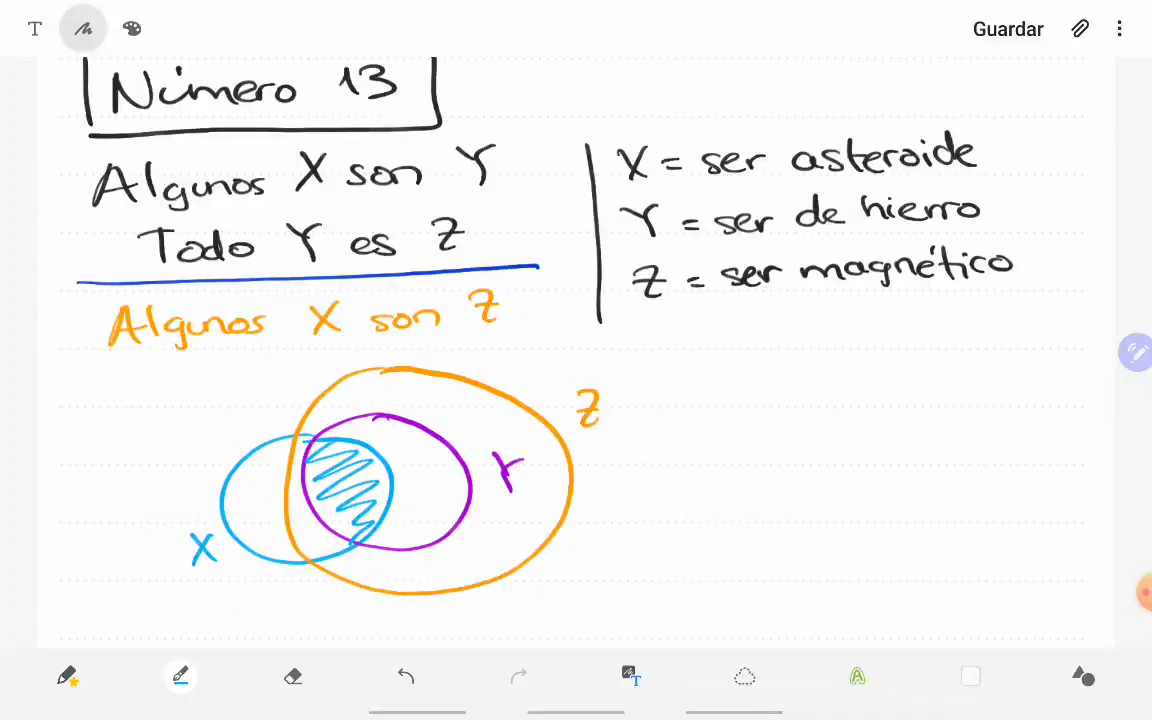 T
Guardar
Número 13
Algunos X son Y
Todo Y es Z
Algunos X son Z
X = ser asteroide
Y = ser de hierro
Z = ser magnético
Z
Y
X